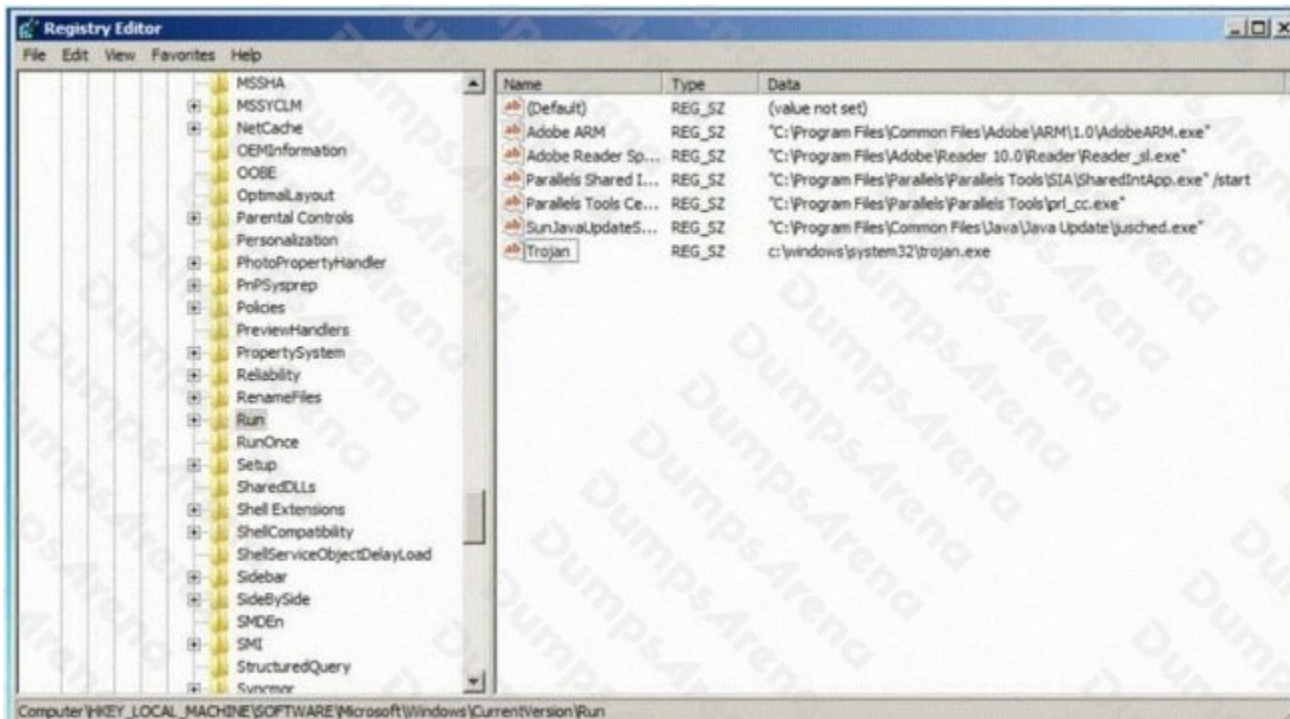 Registry Editor
File Edit View Favorites Help
MSSHA
MSSYCLM
NetCache
OEMInformation
OOBE
OptimalLayout
Parental Controls
Personalization
PhotoPropertyHandler
PnPSysprep
Policies
PreviewHandlers
PropertySystem
Reliability
RenameFiles
Run
RunOnce
Setup
SharedDLLs
Shell Extensions
ShellCompatibility
ShellServiceObjectDelayLoad
Sidebar
SideBySide
SMDEn
SMI
StructuredQuery
Syncmgr
Name Type Data
(Default) REG_SZ (value not set)
Adobe ARM REG_SZ "C:\Program Files\Common Files\Adobe\ARM\1.0\AdobeARM.exe"
Adobe Reader Sp... REG_SZ "C:\Program Files\Adobe\Reader 10.0\Reader\Reader_sl.exe"
Parallels Shared I... REG_SZ "C:\Program Files\Parallels\Parallels Tools\SIA\SharedIntApp.exe" /start
Parallels Tools Ce... REG_SZ "C:\Program Files\Parallels\Parallels Tools\prl_cc.exe"
SunJavaUpdateS... REG_SZ "C:\Program Files\Common Files\Java\Java Update\jusched.exe"
Trojan REG_SZ c:\windows\system32\trojan.exe
Computer\HKEY_LOCAL_MACHINE\SOFTWARE\Microsoft\Windows\CurrentVersion\Run
DumpsArena